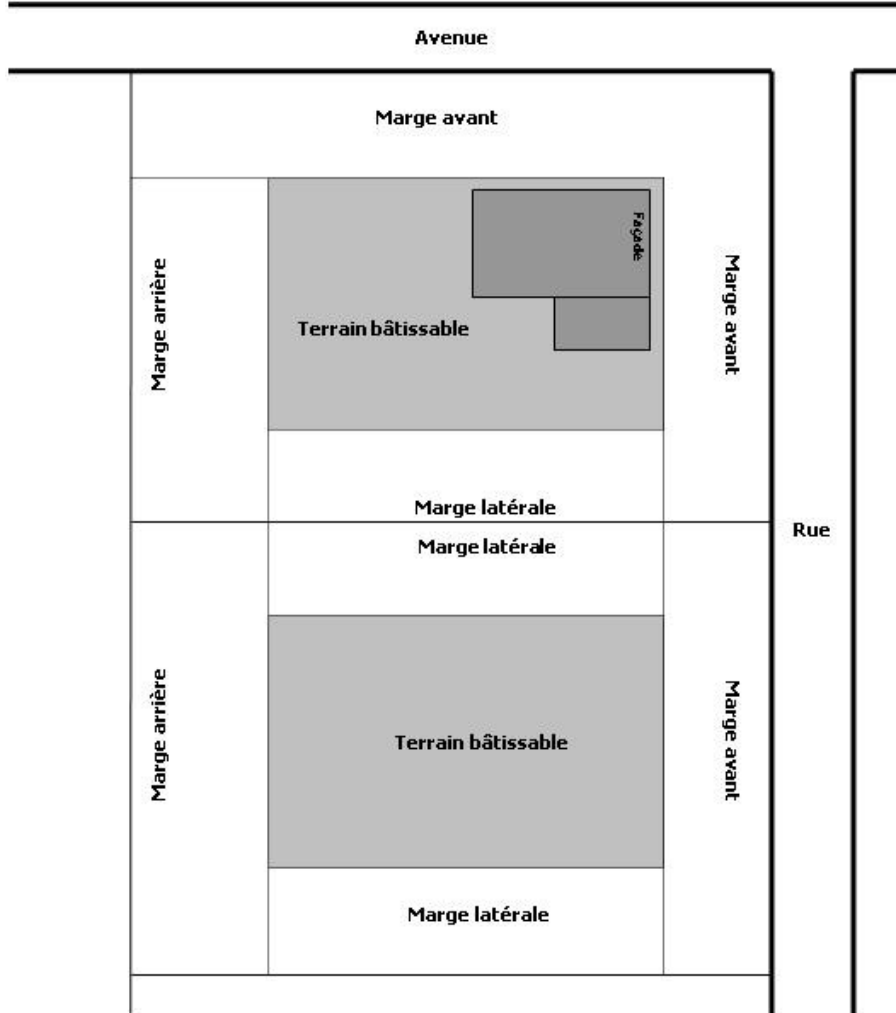 Avenue
Marge avant
Façade
Marge arrière
Marge avant
Terrain bâtissable
Marge latérale
Rue
Marge latérale
Marge arrière
Marge avant
Terrain bâtissable
Marge latérale